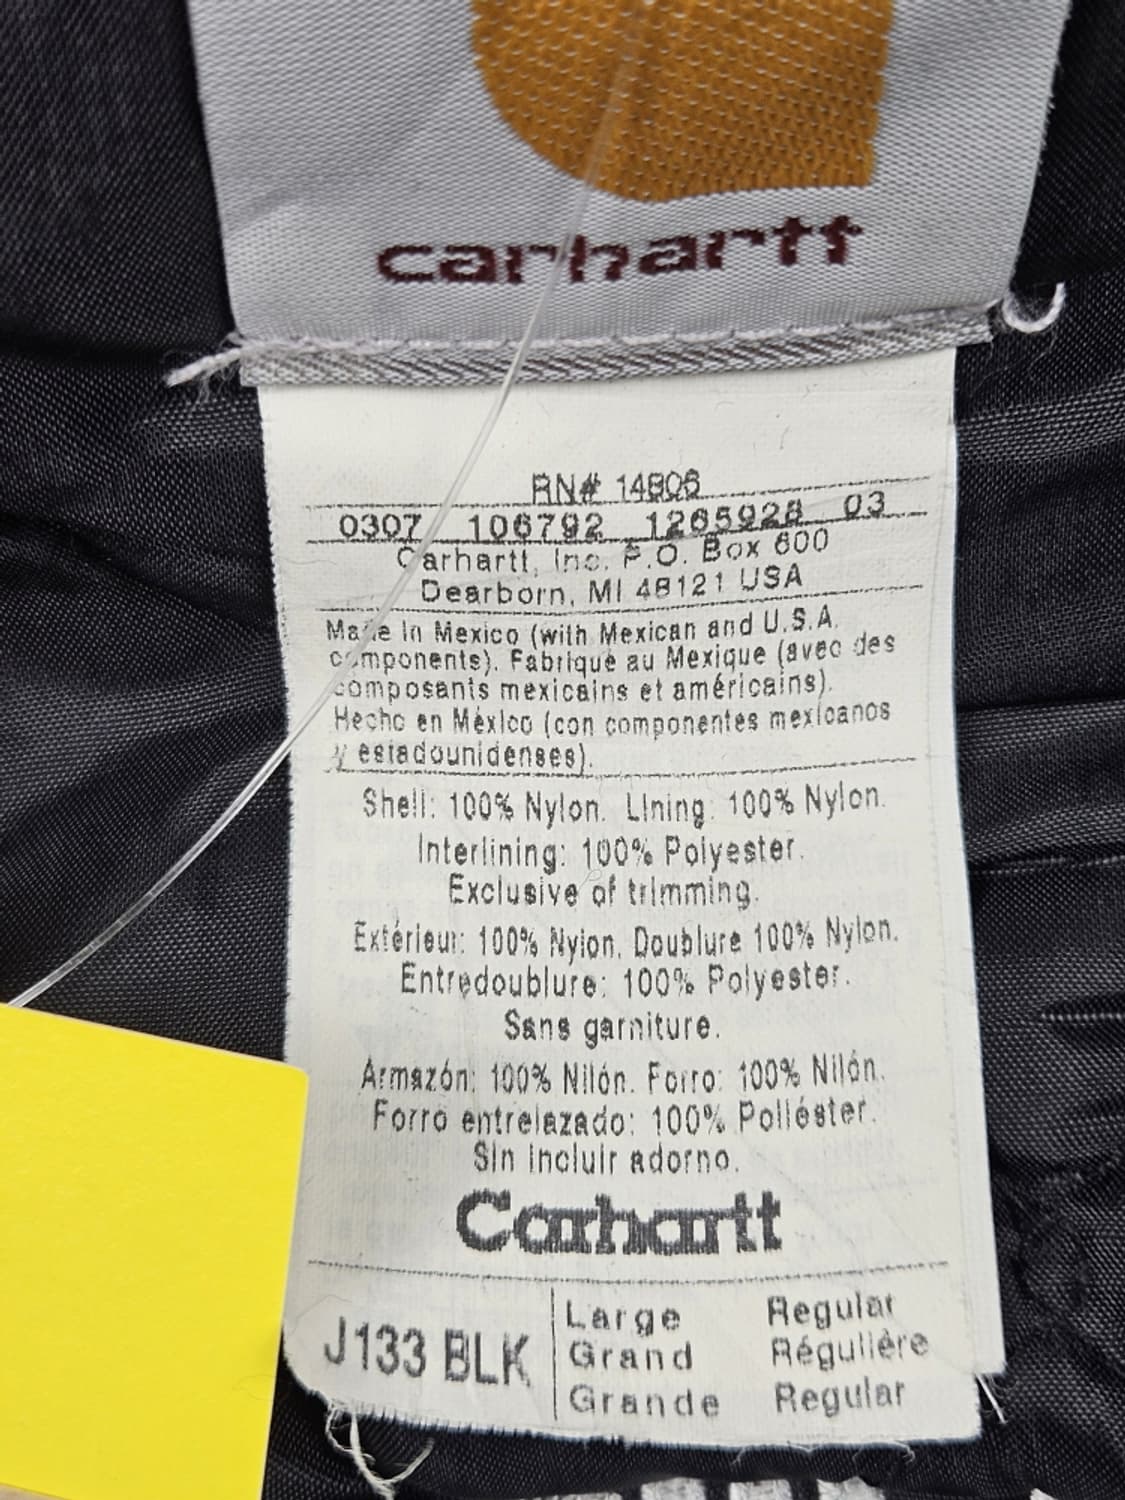 carhartt
RN# 14806
0307 106792 1265928 03
Carhartt, Inc. P.O. Box 600
Dearborn, MI 48121 USA
Made in Mexico (with Mexican and U.S.A.
components). Fabriqué au Mexique (avec des
composants mexicains et américains).
Hecho en México (con componentes mexicanos
y estadounidenses).
Shell: 100% Nylon. Lining: 100% Nylon.
Interlining: 100% Polyester.
Exclusive of trimming.
Extérieur: 100% Nylon. Doublure 100% Nylon.
Entredoublure: 100% Polyester.
Sans garniture.
Armazón: 100% Nilón. Forro: 100% Nilón.
Forro entrelazado: 100% Poliéster.
Sin incluir adorno.
Carhartt
J133 BLK
Large Regular
Grand Régulière
Grande Regular